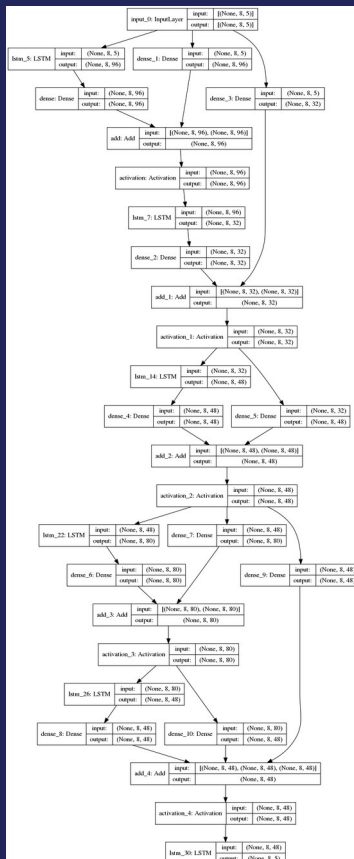 input_0: InputLayer
input: [(None, 8, 5)]
output: [(None, 8, 5)]
lstm_5: LSTM
input: (None, 8, 5)
output: (None, 8, 96)
dense_1: Dense
input: (None, 8, 5)
output: (None, 8, 96)
dense: Dense
input: (None, 8, 96)
output: (None, 8, 96)
dense_3: Dense
input: (None, 8, 5)
output: (None, 8, 32)
add: Add
input: [(None, 8, 96), (None, 8, 96)]
output: (None, 8, 96)
activation: Activation
input: (None, 8, 96)
output: (None, 8, 96)
lstm_7: LSTM
input: (None, 8, 96)
output: (None, 8, 32)
dense_2: Dense
input: (None, 8, 32)
output: (None, 8, 32)
add_1: Add
input: [(None, 8, 32), (None, 8, 32)]
output: (None, 8, 32)
activation_1: Activation
input: (None, 8, 32)
output: (None, 8, 32)
lstm_14: LSTM
input: (None, 8, 32)
output: (None, 8, 48)
dense_4: Dense
input: (None, 8, 48)
output: (None, 8, 48)
dense_5: Dense
input: (None, 8, 32)
output: (None, 8, 48)
add_2: Add
input: [(None, 8, 48), (None, 8, 48)]
output: (None, 8, 48)
activation_2: Activation
input: (None, 8, 48)
output: (None, 8, 48)
lstm_22: LSTM
input: (None, 8, 48)
output: (None, 8, 80)
dense_7: Dense
input: (None, 8, 48)
output: (None, 8, 80)
dense_6: Dense
input: (None, 8, 80)
output: (None, 8, 80)
dense_9: Dense
input: (None, 8, 48)
output: (None, 8, 48)
add_3: Add
input: [(None, 8, 80), (None, 8, 80)]
output: (None, 8, 80)
activation_3: Activation
input: (None, 8, 80)
output: (None, 8, 80)
lstm_26: LSTM
input: (None, 8, 80)
output: (None, 8, 48)
dense_8: Dense
input: (None, 8, 48)
output: (None, 8, 48)
dense_10: Dense
input: (None, 8, 80)
output: (None, 8, 48)
add_4: Add
input: [(None, 8, 48), (None, 8, 48), (None, 8, 48)]
output: (None, 8, 48)
activation_4: Activation
input: (None, 8, 48)
output: (None, 8, 48)
lstm_30: LSTM
input: (None, 8, 48)
output: (None, 8, 5)